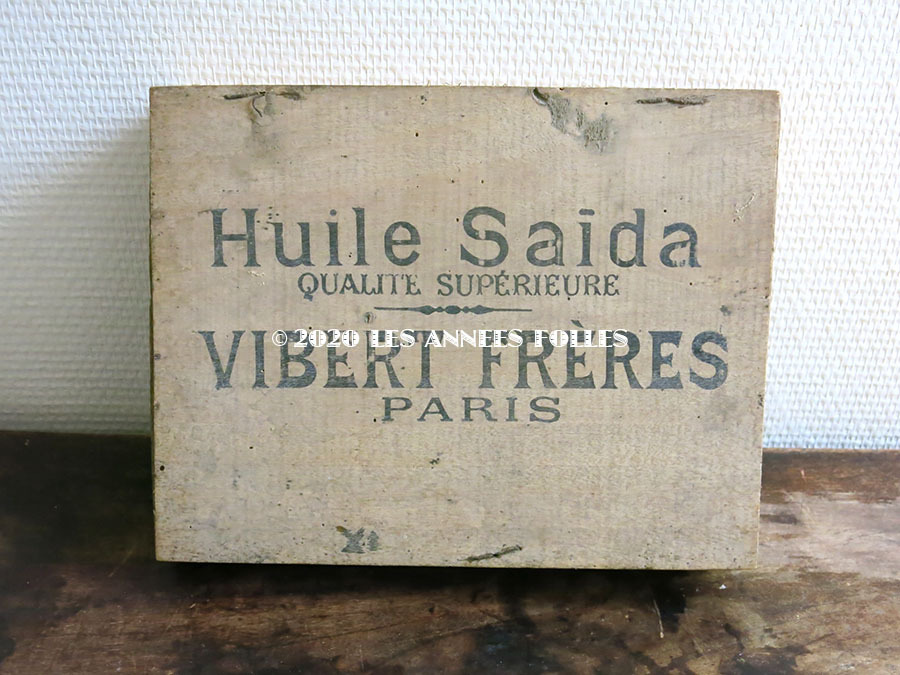 Huile Saïda
QUALITE SUPÉRIEURE
© 2020 LES ANNEES FOLLES
VIBERT FRÈRES
PARIS